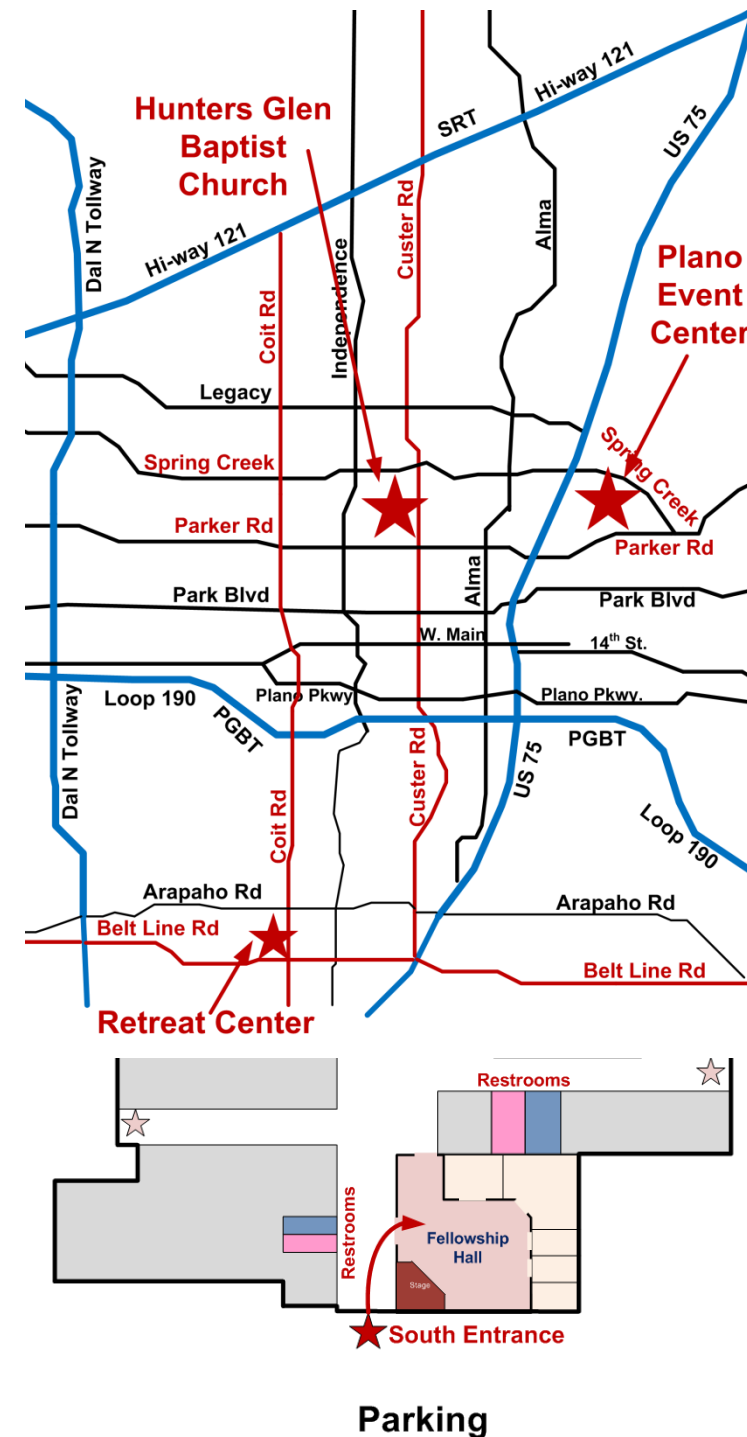 Hi-way 121
SRT
Hunters Glen
Baptist
Church
US 75
Dal N Tollway
Custer Rd
Alma
Hi-way 121
Plano
Event
Center
Independence
Coit Rd
Legacy
Spring Creek
Spring Creek
Parker Rd
Parker Rd
Alma
Park Blvd
Park Blvd
W. Main
14th St.
Loop 190
Plano Pkwy
Plano Pkwy.
PGBT
PGBT
Dal N Tollway
US 75
Custer Rd
Coit Rd
Loop 190
Arapaho Rd
Arapaho Rd
Belt Line Rd
Belt Line Rd
Retreat Center
Restrooms
Restrooms
Fellowship
Hall
Stage
South Entrance
Parking